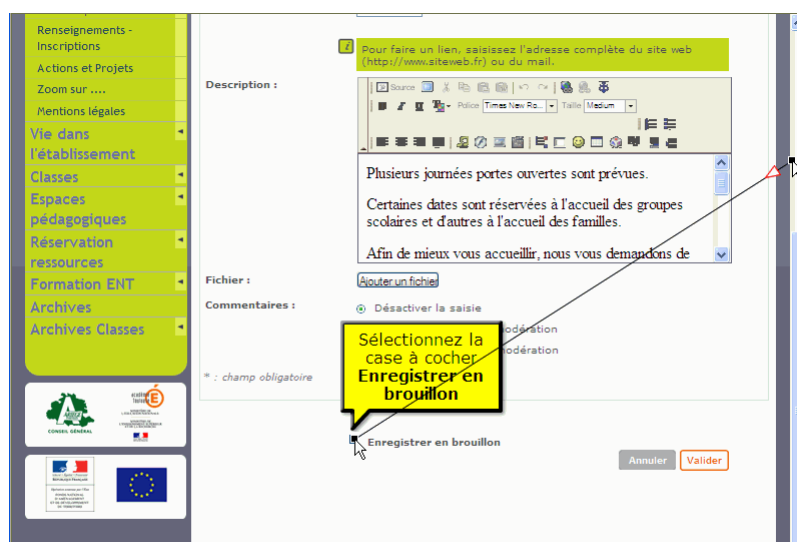 Renseignements -
Inscriptions
Actions et Projets
Zoom sur ....
Mentions légales
Vie dans
l'établissement
Classes
Espaces
pédagogiques
Réservation
ressources
Formation ENT
Archives
Archives Classes
CONSEIL GÉNÉRAL
i Pour faire un lien, saisissez l'adresse complète du site web
(http://www.siteweb.fr) ou du mail.
Description :
Source
Police Times New Ro... Taille Medium
Plusieurs journées portes ouvertes sont prévues.
Certaines dates sont réservées à l'accueil des groupes
scolaires et d'autres à l'accueil des familles.
Afin de mieux vous accueillir, nous vous demandons de
Fichier :
Ajouter un fichier
Commentaires :
Désactiver la saisie
modération
modération
* : champ obligatoire
Sélectionnez la
case à cocher
Enregistrer en
brouillon
Enregistrer en brouillon
Annuler Valider